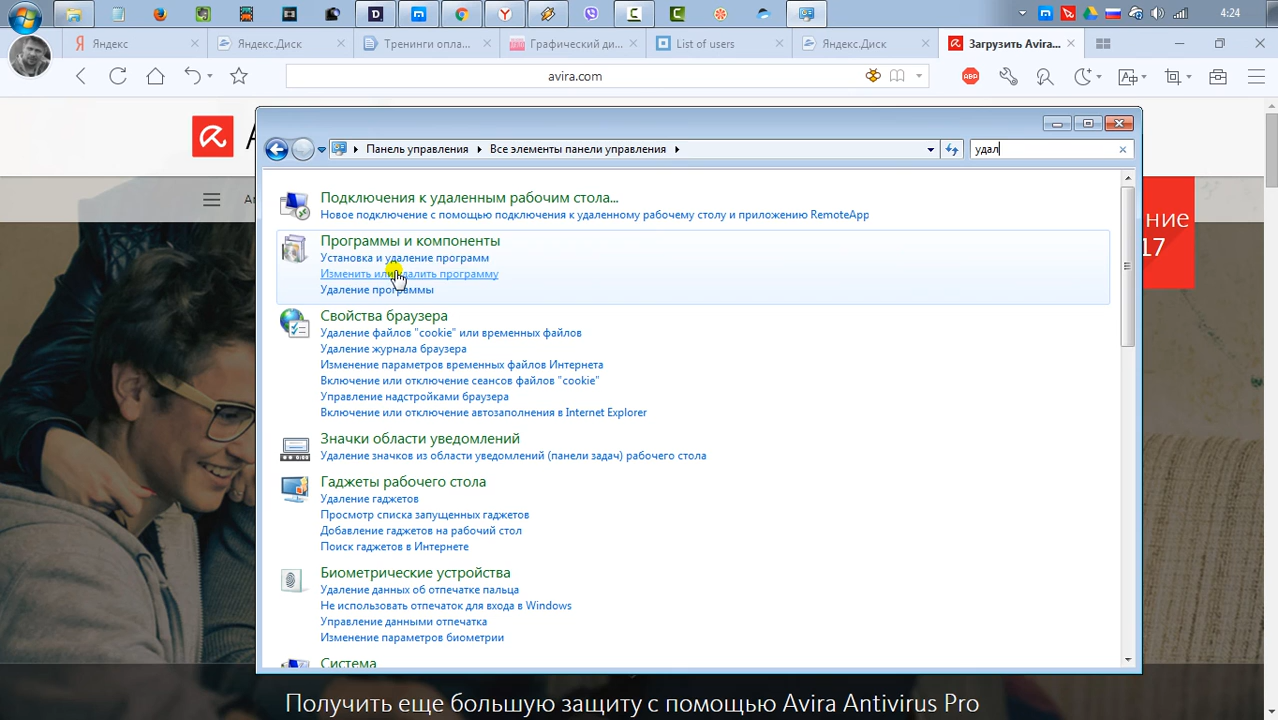 4:24
Яндекс
Яндекс.Диск
Тренинги опла...
Графический ди...
List of users
Яндекс.Диск
Загрузить Avira...
avira.com
ABP
Панель управления
Все элементы панели управления
удал
Подключения к удаленным рабочим стола...
Новое подключение с помощью подключения к удаленному рабочему столу и приложению RemoteApp
Программы и компоненты
Установка и удаление программ
Изменить или удалить программу
Удаление программы
Свойства браузера
Удаление файлов "cookie" или временных файлов
Удаление журнала браузера
Изменение параметров временных файлов Интернета
Включение или отключение сеансов файлов "cookie"
Управление надстройками браузера
Включение или отключение автозаполнения в Internet Explorer
Значки области уведомлений
Удаление значков из области уведомлений (панели задач) рабочего стола
Гаджеты рабочего стола
Удаление гаджетов
Просмотр списка запущенных гаджетов
Добавление гаджетов на рабочий стол
Поиск гаджетов в Интернете
Биометрические устройства
Удаление данных об отпечатке пальца
Не использовать отпечаток для входа в Windows
Управление данными отпечатка
Изменение параметров биометрии
Система
ние
17
Получить еще большую защиту с помощью Avira Antivirus Pro